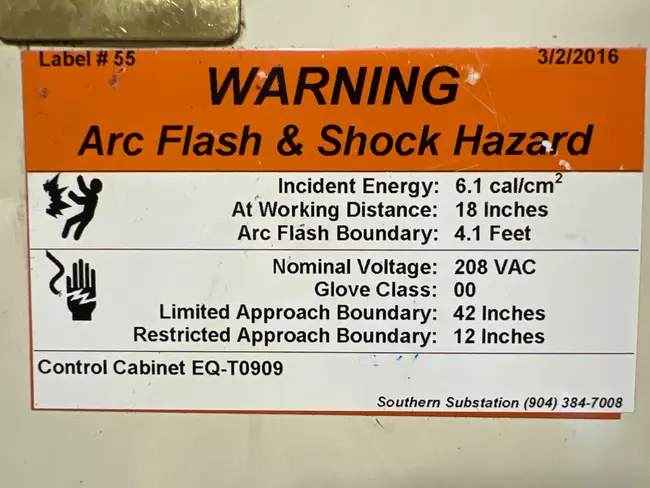 Label # 55 3/2/2016
WARNING
Arc Flash & Shock Hazard
Incident Energy: 6.1 cal/cm²
At Working Distance: 18 Inches
Arc Flash Boundary: 4.1 Feet
Nominal Voltage: 208 VAC
Glove Class: 00
Limited Approach Boundary: 42 Inches
Restricted Approach Boundary: 12 Inches
Control Cabinet EQ-T0909
Southern Substation (904) 384-7008